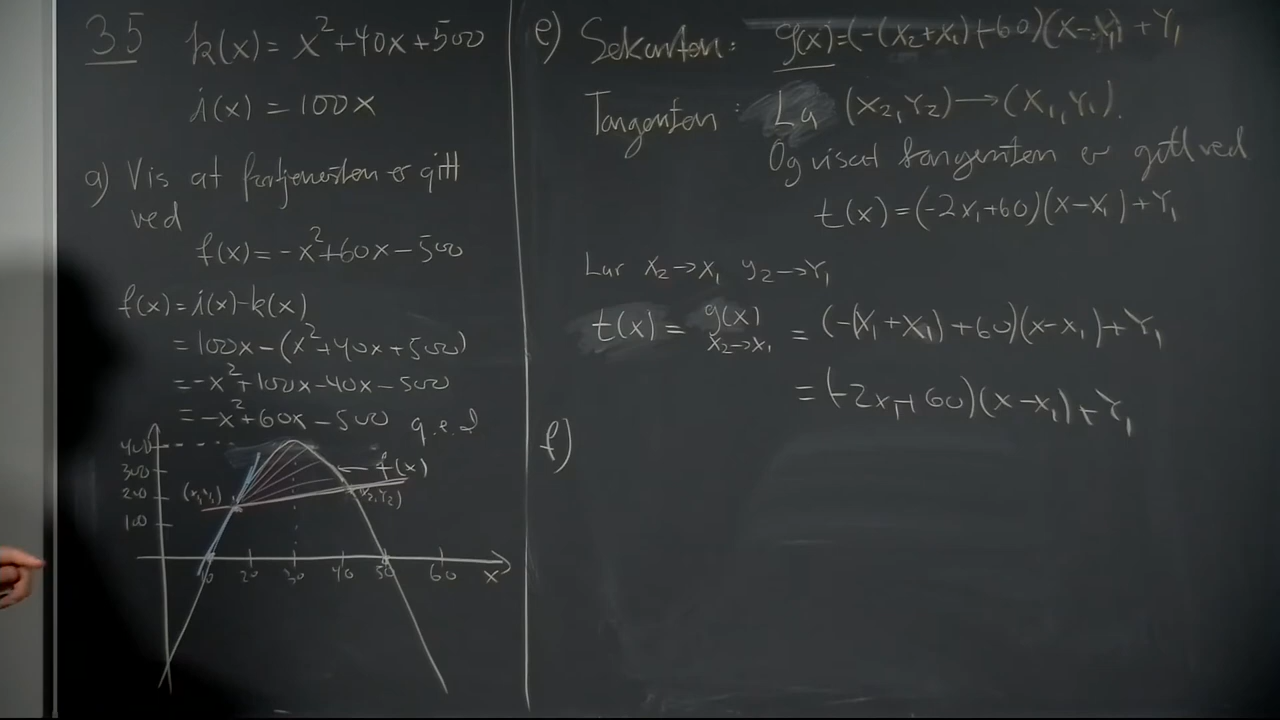 35 k(x) = x²+40x+500
i(x) = 100x
a) Vis at fortjenesten er gitt
ved
f(x) = -x²+60x-500
f(x) = i(x)-k(x)
= 100x-(x²+40x+500)
= -x²+100x-40x-500
= -x²+60x-500 q.e.d
400
300
200
100
(x₁,y₁)
f(x)
(x₂,y₂)
10 20 30 40 50 60 x
e) Sekanten: g(x)=(-(x₂+x₁)+60)(x-x₁)+y₁
Tangenten: La (x₂,y₂)→(x₁,y₁).
Og vis at tangenten er gitt ved
t(x)=(-2x₁+60)(x-x₁)+y₁
Lar x₂→x₁ y₂→y₁
t(x) = g(x) = (-(x₁+x₁)+60)(x-x₁)+y₁
x₂→x₁
= (-2x₁+60)(x-x₁)+y₁
f)